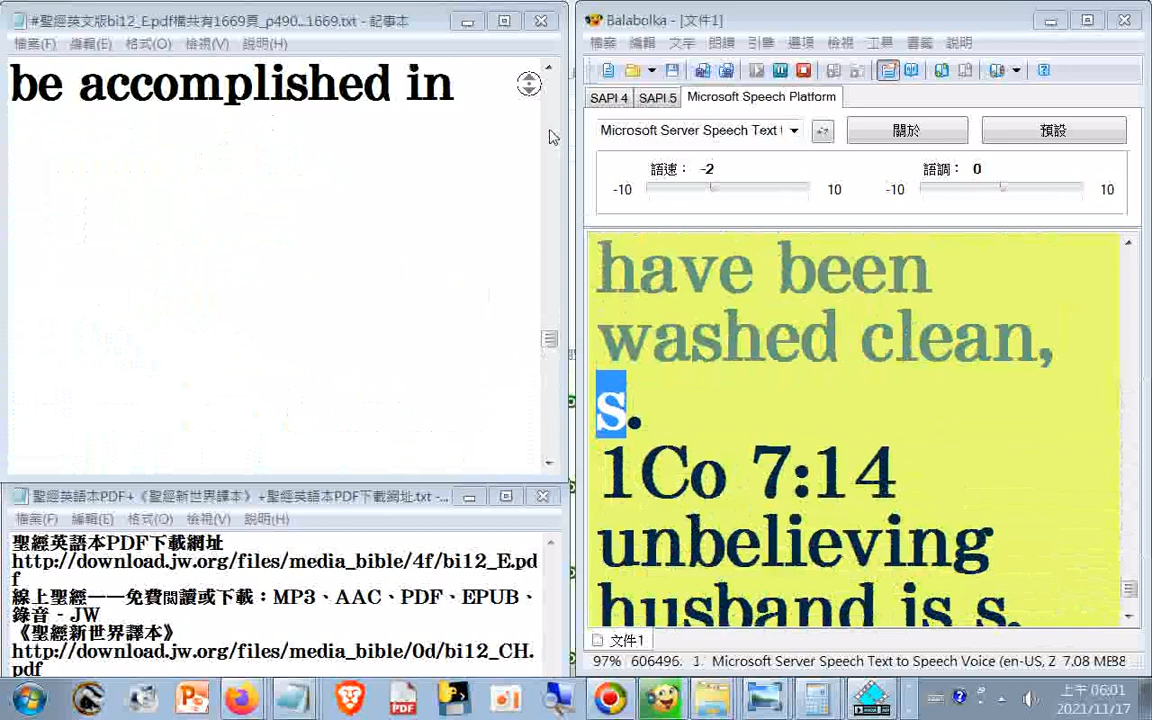 #聖經英文版bi12_E.pdf檔共有1669頁_p490...1669.txt - 記事本
檔案(F) 編輯(E) 格式(O) 檢視(V) 說明(H)
be accomplished in
聖經英語本PDF+《聖經新世界譯本》+聖經英語本PDF下載網址.txt -...
檔案(F) 編輯(E) 格式(O) 檢視(V) 說明(H)
聖經英語本PDF下載網址
http://download.jw.org/files/media_bible/4f/bi12_E.pd
f
線上聖經——免費閱讀或下載：MP3、AAC、PDF、EPUB、
錄音 - JW
《聖經新世界譯本》
http://download.jw.org/files/media_bible/0d/bi12_CH.
pdf
Balabolka - [文件1]
檔案 編輯 文字 朗讀 引擎 選項 檢視 工具 書籤 說明
SAPI 4 SAPI 5 Microsoft Speech Platform
Microsoft Server Speech Text t 關於 預設
語速： -2 語調： 0
-10 10 -10 10
have been
washed clean,
s.
1Co 7:14
unbelieving
husband is s.
文件1
97% 606496. 1. Microsoft Server Speech Text to Speech Voice (en-US, Z 7.08 MEB8
PDF
上午 06:01
2021/11/17